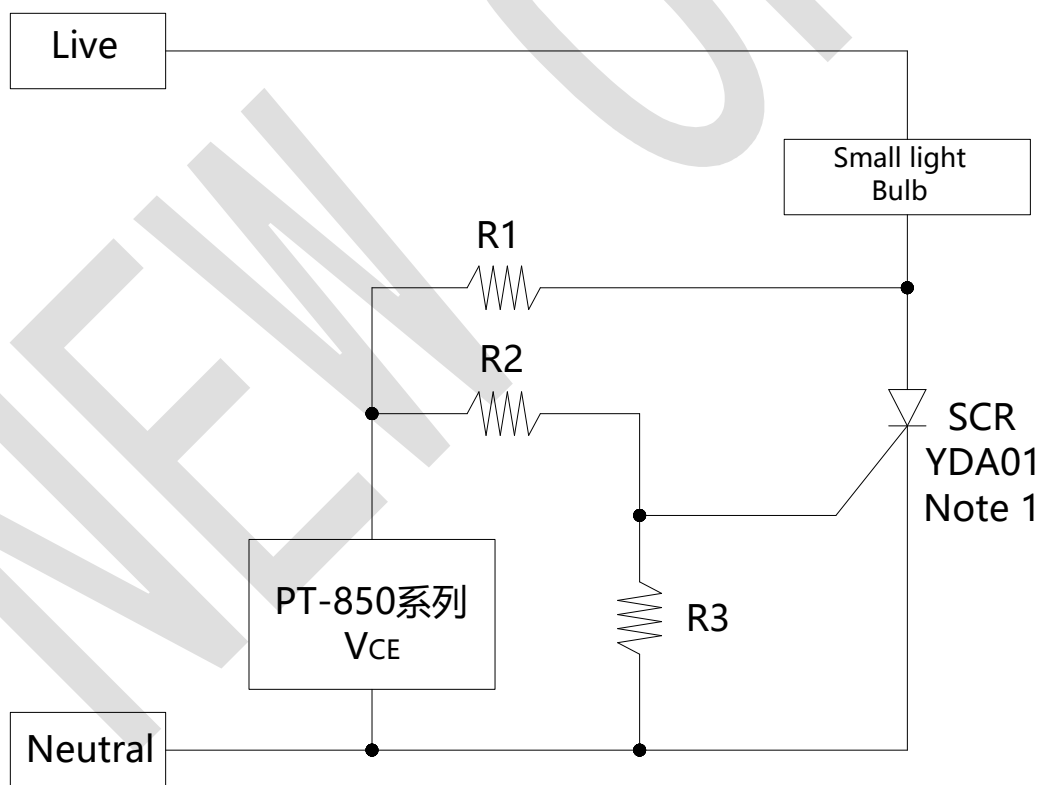 Live
Small light
Bulb
R1
R2
SCR
YDA01
Note 1
PT-850系列
VCE
R3
Neutral
NEW